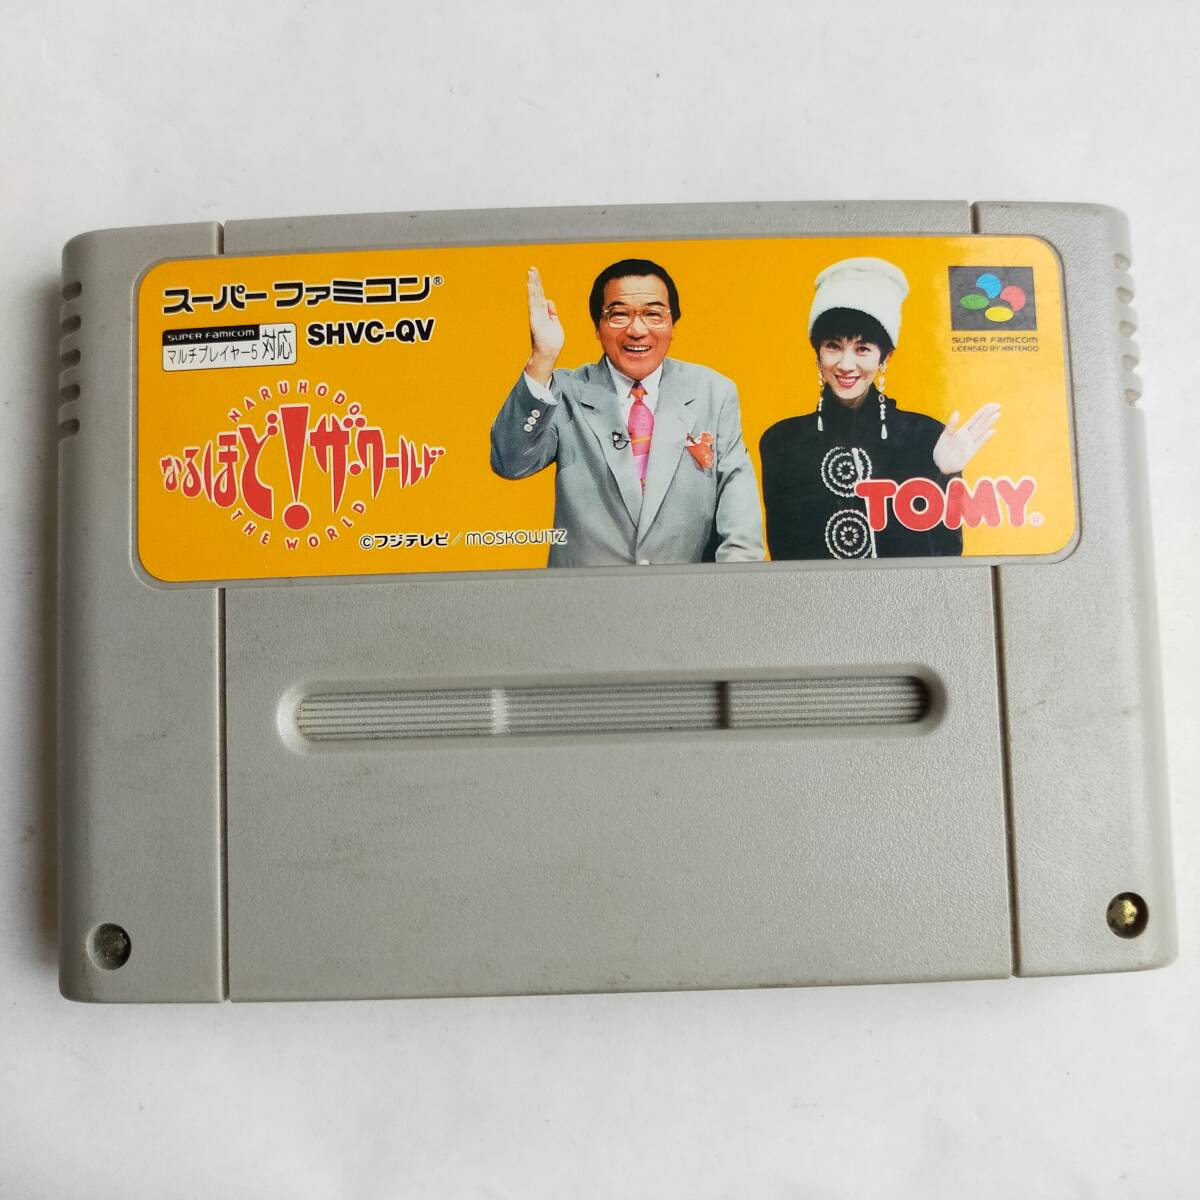 スーパーファミコン®
SUPER FAMICOM
マルチプレイヤー5 対応
SHVC-QV
NARUHODO
なるほど!ザ・ワールド
THE WORLD
©フジテレビ/MOSKOWITZ
SUPER FAMICOM
LICENSED BY NINTENDO
TOMY®